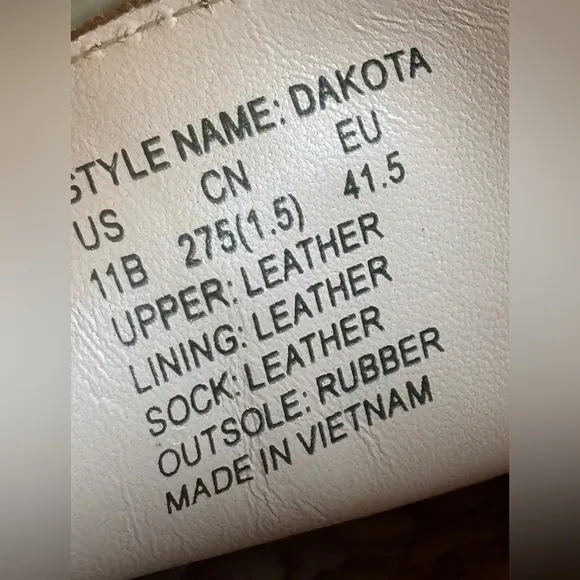 STYLE NAME: DAKOTA
US CN EU
11B 275(1.5) 41.5
UPPER: LEATHER
LINING: LEATHER
SOCK: LEATHER
OUTSOLE: RUBBER
MADE IN VIETNAM